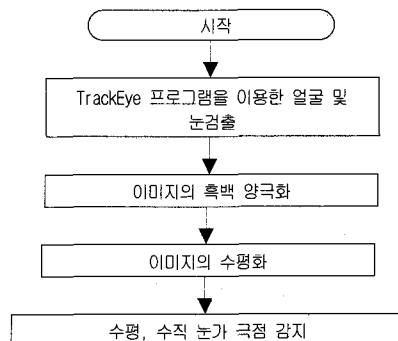 시작
TrackEye 프로그램을 이용한 얼굴 및
눈검출
이미지의 흑백 양극화
이미지의 수평화
수평, 수직 눈가 극점 감지